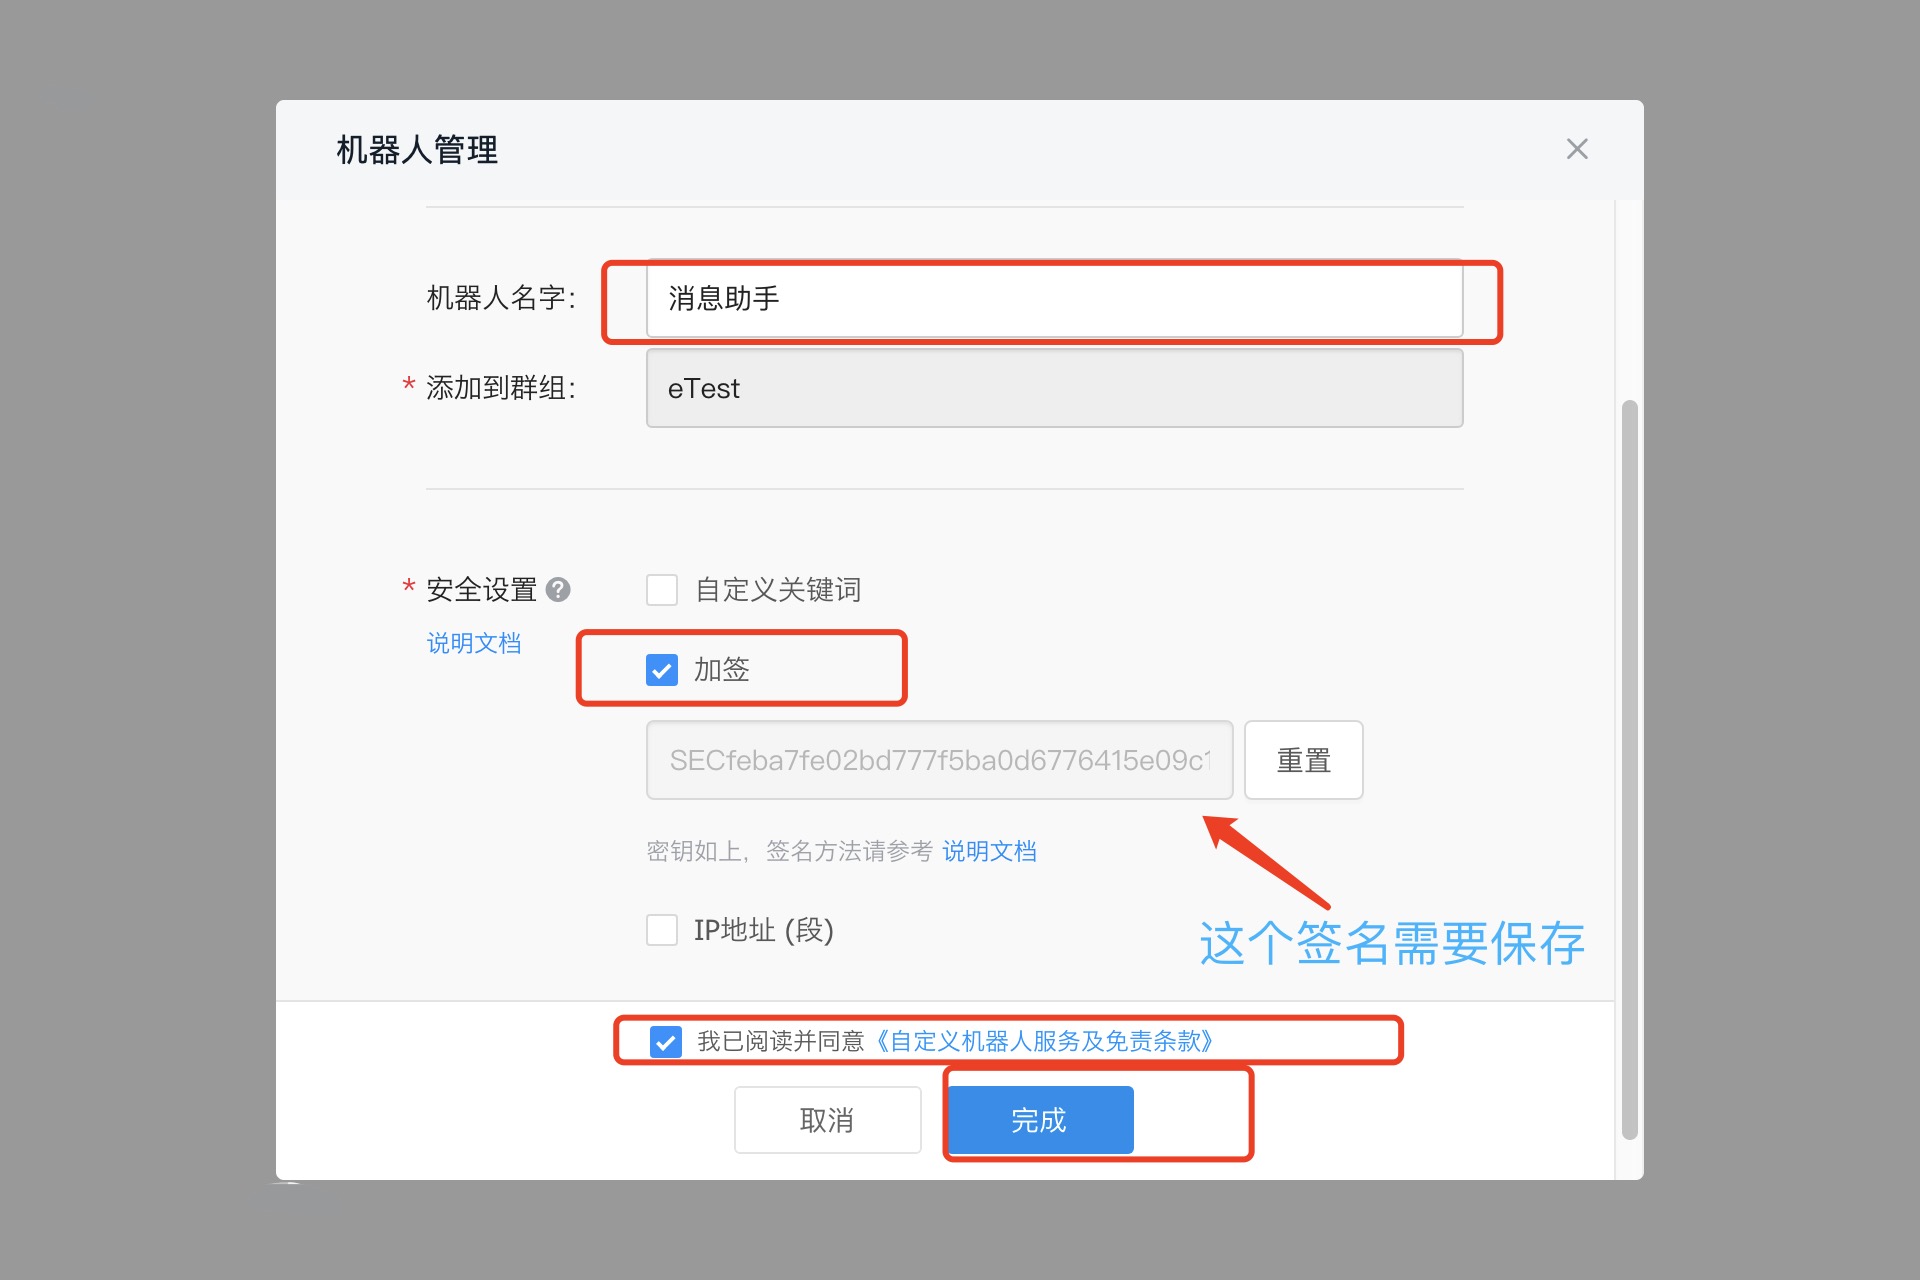 机器人管理
机器人名字：
消息助手
* 添加到群组：
eTest
* 安全设置
自定义关键词
说明文档
加签
SECfeba7fe02bd777f5ba0d6776415e09c1
重置
密钥如上，签名方法请参考 说明文档
IP地址 (段)
这个签名需要保存
我已阅读并同意《自定义机器人服务及免责条款》
取消
完成